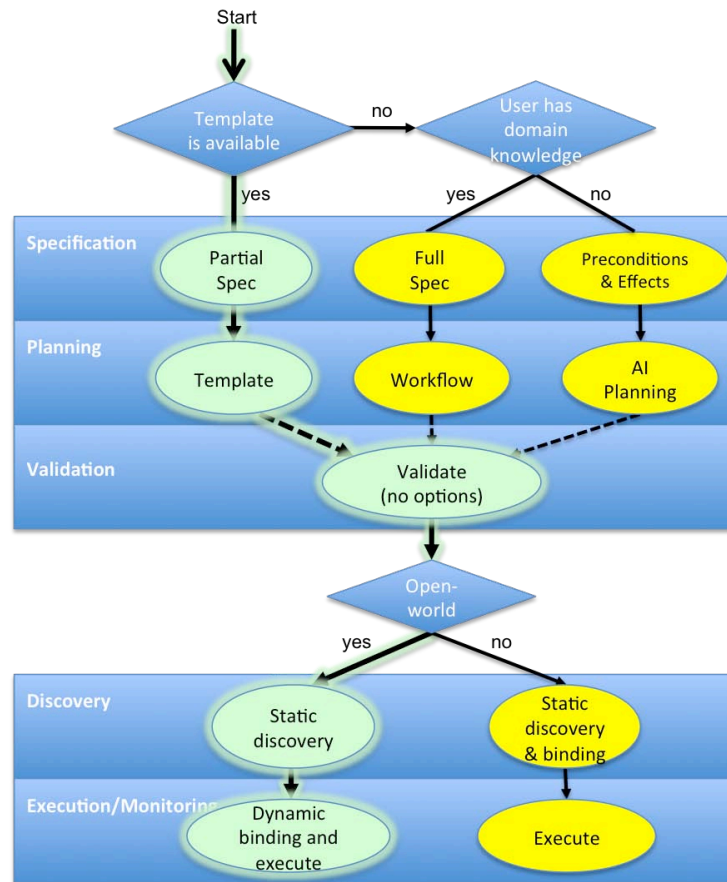 Start
Template
is available
no
User has
domain
knowledge
yes
yes
no
Specification
Partial
Spec
Full
Spec
Preconditions
& Effects
Planning
Template
Workflow
AI
Planning
Validation
Validate
(no options)
Open-
world
yes
no
Discovery
Static
discovery
Static
discovery
& binding
Execution/Monitoring
Dynamic
binding and
execute
Execute